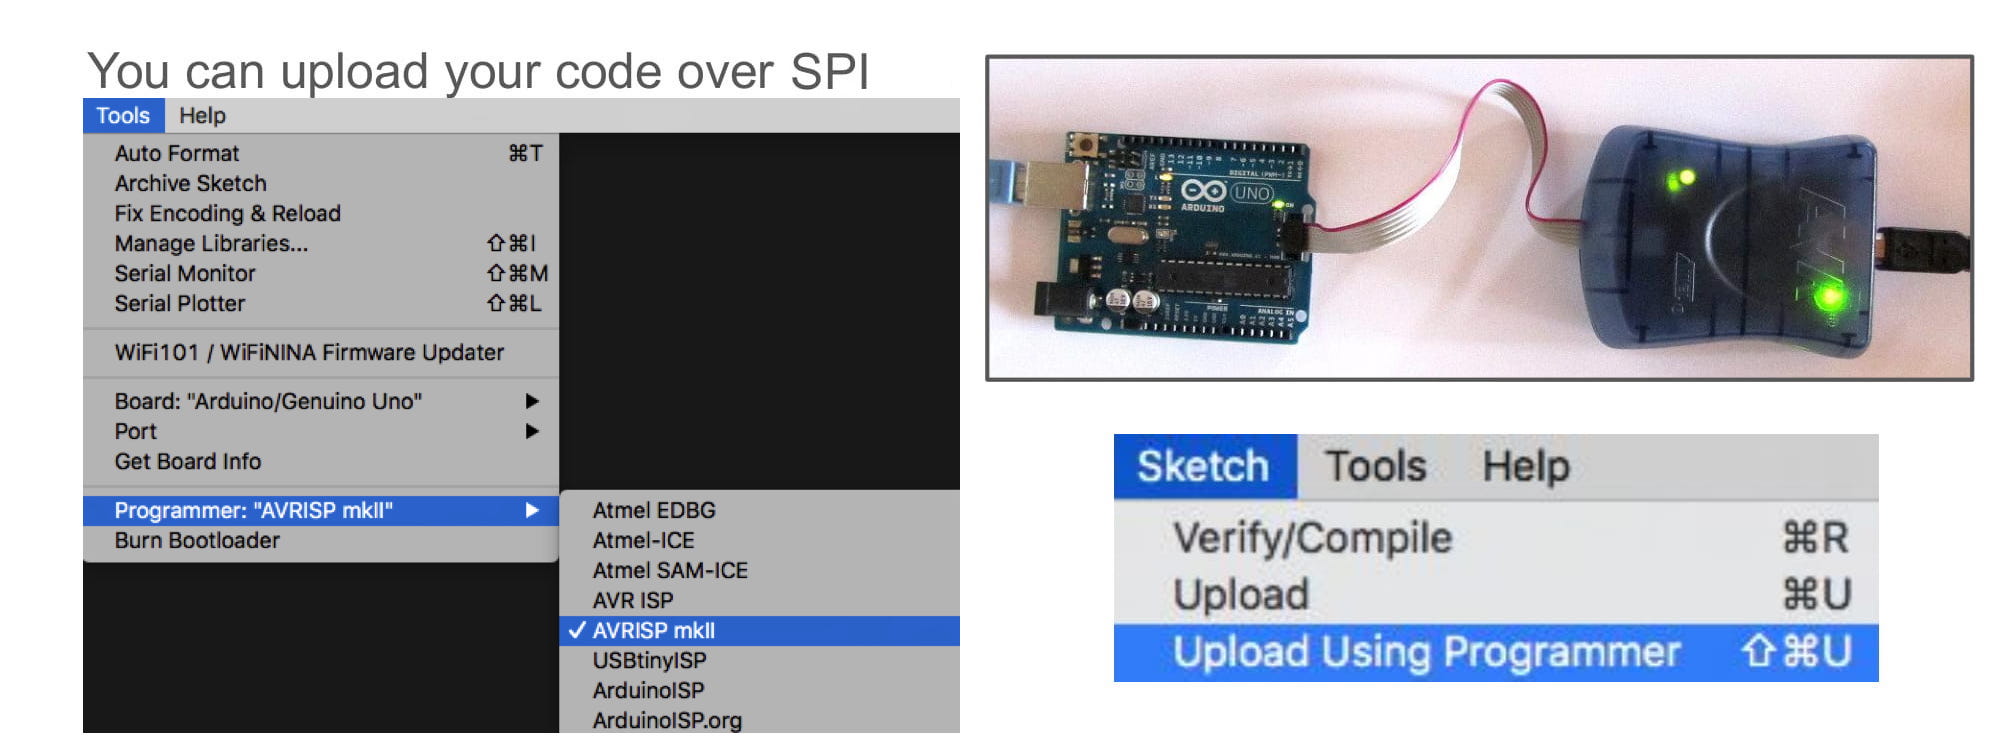 You can upload your code over SPI
Tools Help
Auto Format ⌘T
Archive Sketch
Fix Encoding & Reload
Manage Libraries... ⇧⌘I
Serial Monitor ⇧⌘M
Serial Plotter ⇧⌘L
WiFi101 / WiFiNINA Firmware Updater
Board: "Arduino/Genuino Uno" ▶
Port ▶
Get Board Info
Programmer: "AVRISP mkII" ▶
Burn Bootloader
Atmel EDBG
Atmel-ICE
Atmel SAM-ICE
AVR ISP
✓ AVRISP mkII
USBtinyISP
ArduinoISP
ArduinoISP.org
UNO
ARDUINO
AVR
Sketch Tools Help
Verify/Compile ⌘R
Upload ⌘U
Upload Using Programmer ⇧⌘U